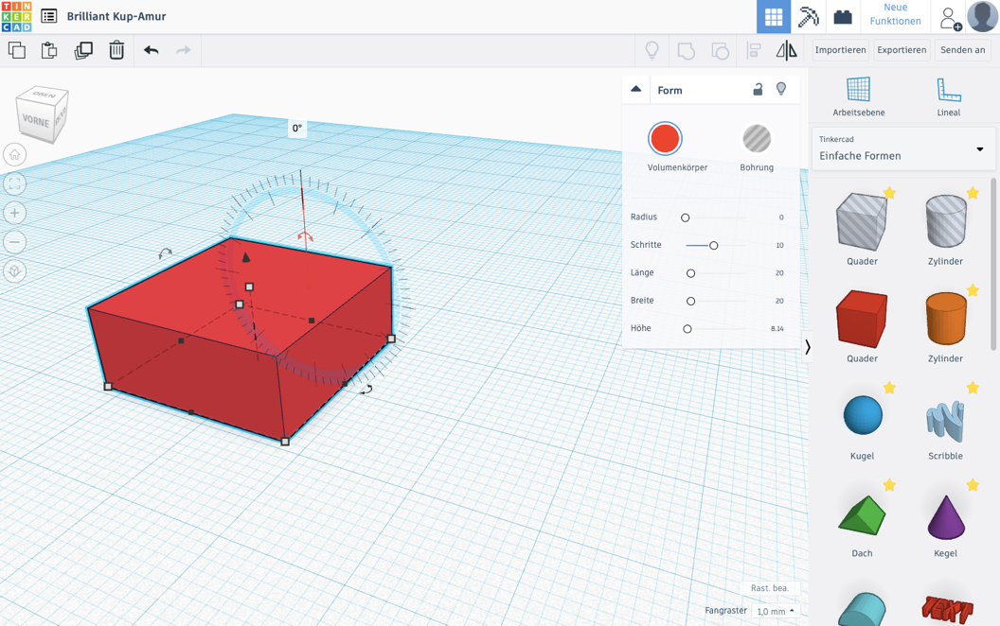 TIN
KER
CAD
Brilliant Kup-Amur
Neue
Funktionen
Importieren
Exportieren
Senden an
OBEN
VORNE
0°
Form
Volumenkörper
Bohrung
Radius 0
Schritte 10
Länge 20
Breite 20
Höhe 8.14
Arbeitsebene
Lineal
Tinkercad
Einfache Formen
Quader
Zylinder
Quader
Zylinder
Kugel
Scribble
Dach
Kegel
TEXT
Rast. bea.
Fangraster 1,0 mm